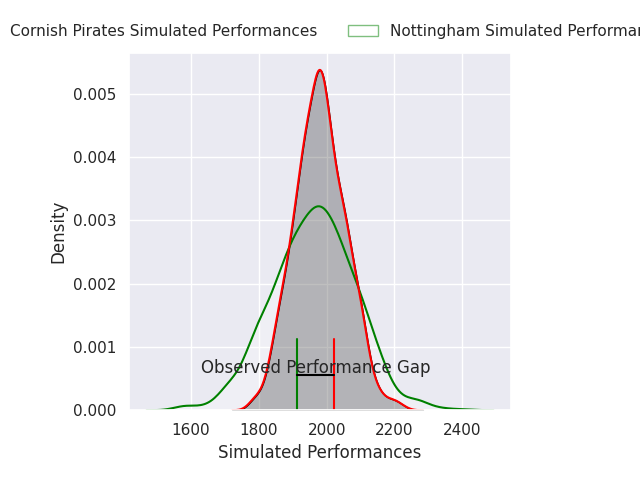 Cornish Pirates Simulated Performances
Nottingham Simulated Performa
0.005
0.004
0.003
0.002
0.001
0.000
Density
Observed Performance Gap
1600 1800 2000 2200 2400
Simulated Performances